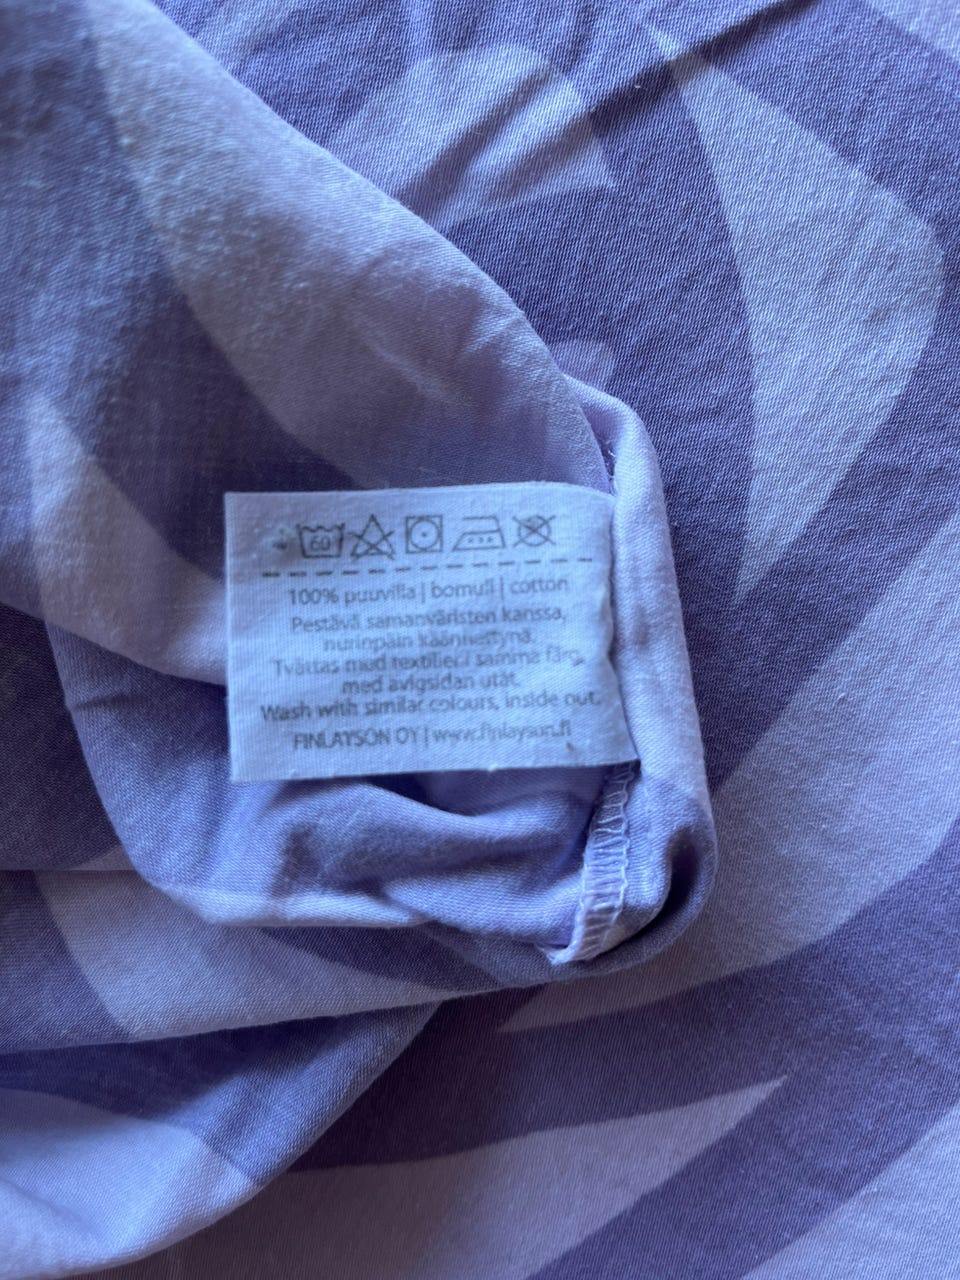 60
100% puuvilla | bomull | cotton
Pestävä samanväristen kanssa,
nurinpäin käännettynä.
Tvättas med textilier i samma färg,
med avigsidan utåt.
Wash with similar colours, inside out.
FINLAYSON OY | www.finlayson.fi